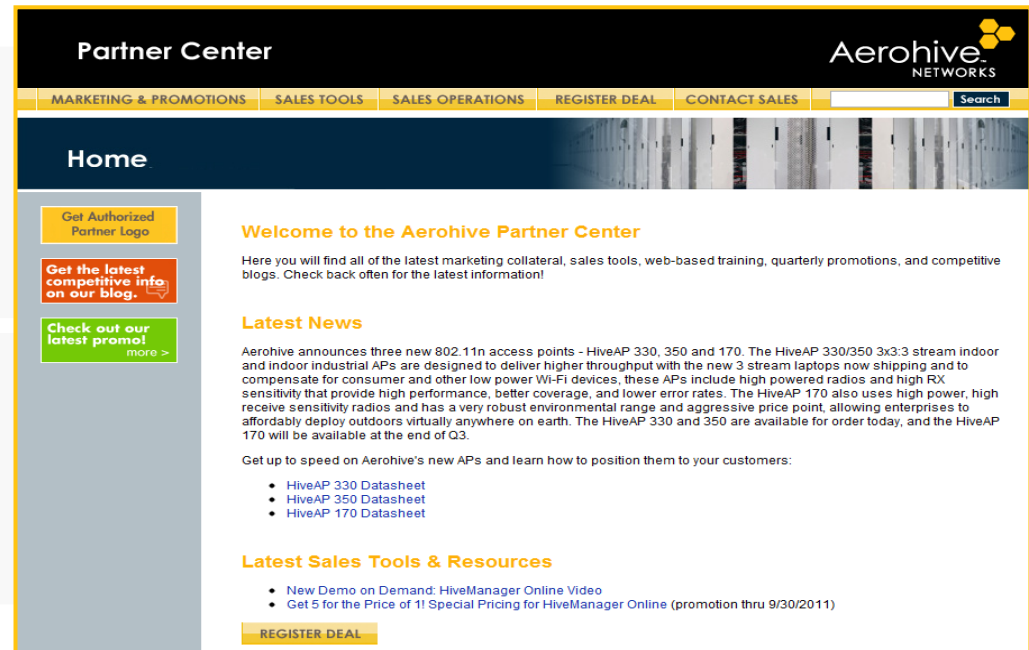 Partner Center
Aerohive
NETWORKS
MARKETING & PROMOTIONS
SALES TOOLS
SALES OPERATIONS
REGISTER DEAL
CONTACT SALES
Search
Home
Get Authorized
Partner Logo
Get the latest
competitive info
on our blog.
Check out our
latest promo!
more >
Welcome to the Aerohive Partner Center
Here you will find all of the latest marketing collateral, sales tools, web-based training, quarterly promotions, and competitive
blogs. Check back often for the latest information!
Latest News
Aerohive announces three new 802.11n access points - HiveAP 330, 350 and 170. The HiveAP 330/350 3x3:3 stream indoor
and indoor industrial APs are designed to deliver higher throughput with the new 3 stream laptops now shipping and to
compensate for consumer and other low power Wi-Fi devices, these APs include high powered radios and high RX
sensitivity that provide high performance, better coverage, and lower error rates. The HiveAP 170 also uses high power, high
receive sensitivity radios and has a very robust environmental range and aggressive price point, allowing enterprises to
affordably deploy outdoors virtually anywhere on earth. The HiveAP 330 and 350 are available for order today, and the HiveAP
170 will be available at the end of Q3.
Get up to speed on Aerohive's new APs and learn how to position them to your customers:
• HiveAP 330 Datasheet
• HiveAP 350 Datasheet
• HiveAP 170 Datasheet
Latest Sales Tools & Resources
• New Demo on Demand: HiveManager Online Video
• Get 5 for the Price of 1! Special Pricing for HiveManager Online (promotion thru 9/30/2011)
REGISTER DEAL